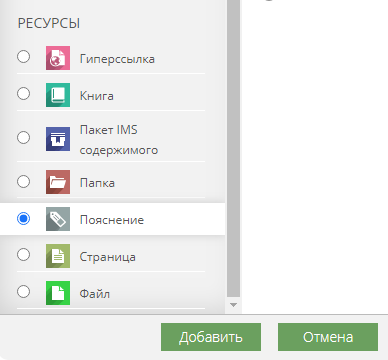 РЕСУРСЫ
Гиперссылка
Книга
Пакет IMS
содержимого
Папка
Пояснение
Страница
Файл
Добавить Отмена